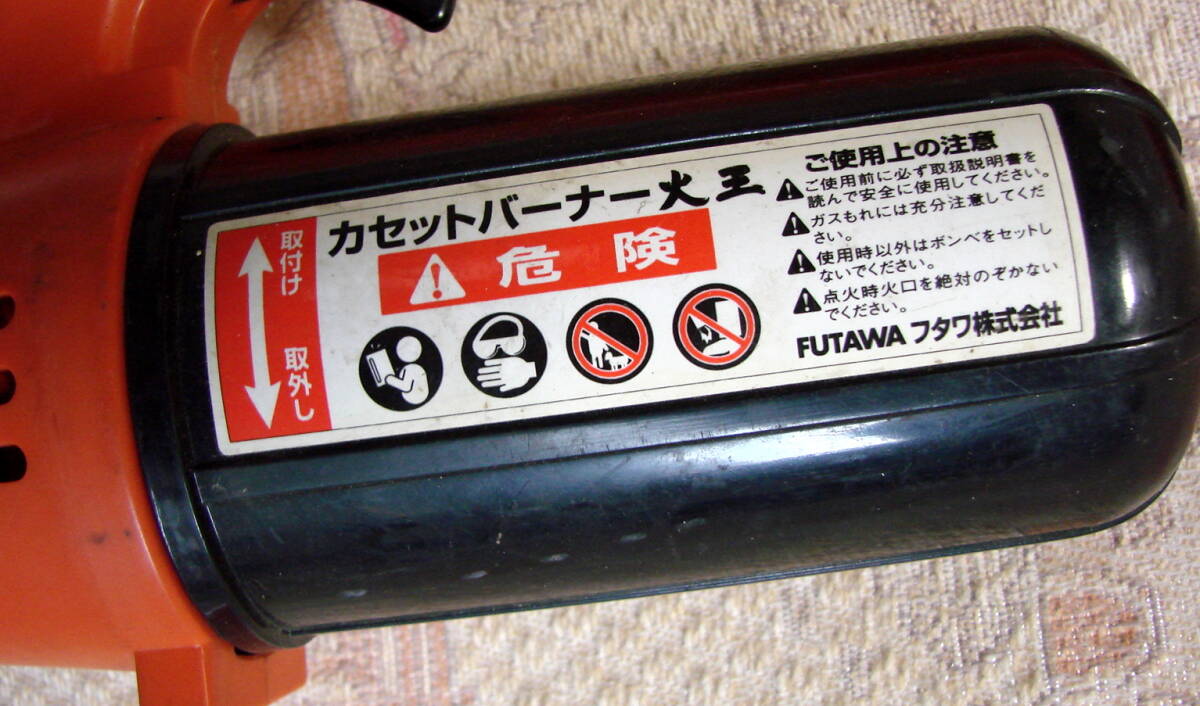 取付け
取外し
カセットバーナー火王
危険
ご使用上の注意
ご使用前に必ず取扱説明書を
読んで安全に使用してください。
ガスもれには充分注意してくだ
さい。
使用時以外はボンベをセットし
ないでください。
点火時火口を絶対のぞかない
でください。
FUTAWA フタワ株式会社